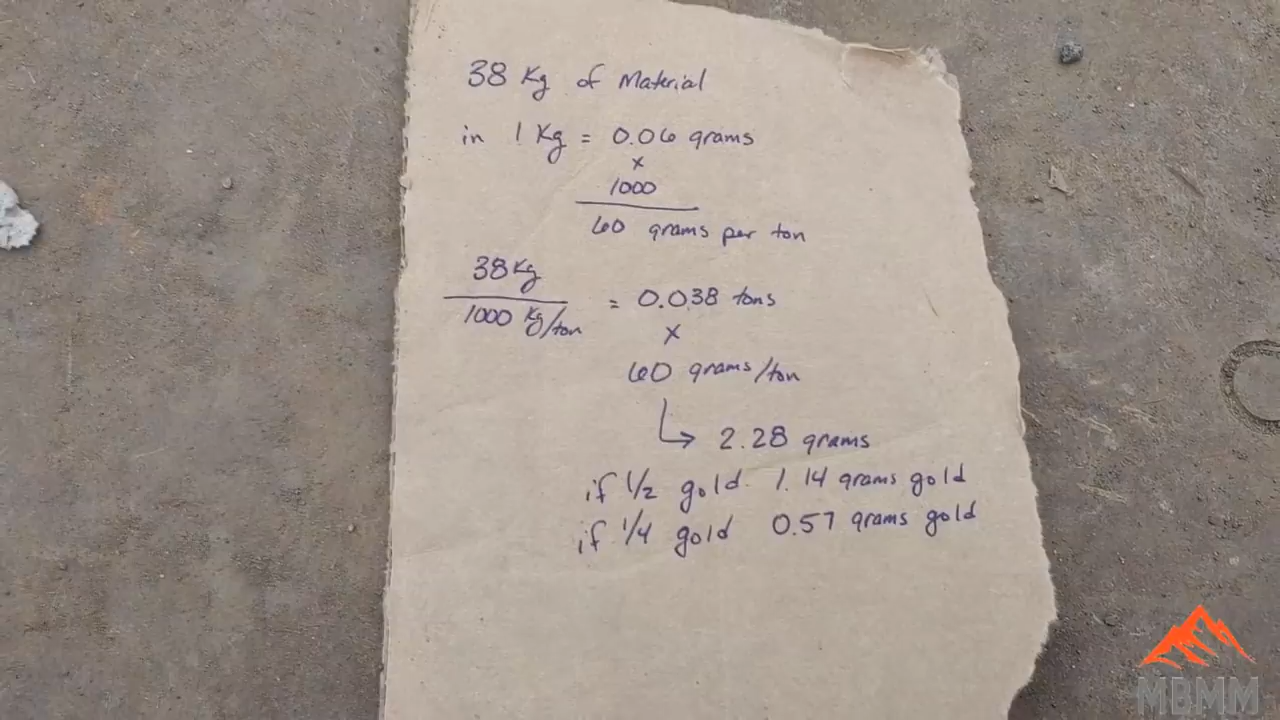 38 Kg of Material
in 1 Kg = 0.06 grams
x
1000
60 grams per ton
38 Kg
1000 Kg/ton = 0.038 tons
x
60 grams/ton
→ 2.28 grams
if 1/2 gold 1.14 grams gold
if 1/4 gold 0.57 grams gold
MBMM